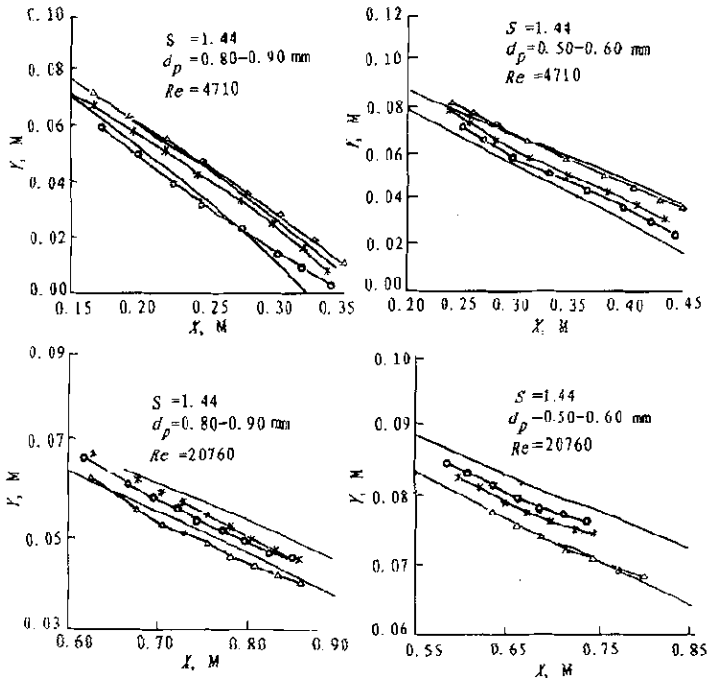 0.10
S =1.44
d_p=0.80-0.90 mm
Re=4710
0.08
0.06
0.04
0.02
0.00
Y, M
0.15 0.20 0.25 0.30 0.35
X, M
0.12
S=1.44
d_p=0.50-0.60 mm
Re=4710
0.10
0.08
0.06
0.04
0.02
0.00
Y, M
0.20 0.25 0.30 0.35 0.40 0.45
X, M
0.09
S =1.44
d_p=0.80-0.90 mm
Re =20760
0.07
0.05
0.03
Y, M
0.60 0.70 0.80 0.90
X, M
0.10
S =1.44
d_p-0.50-0.60 mm
Re=20760
0.09
0.08
0.07
0.06
Y, M
0.55 0.65 0.75 0.85
X, M